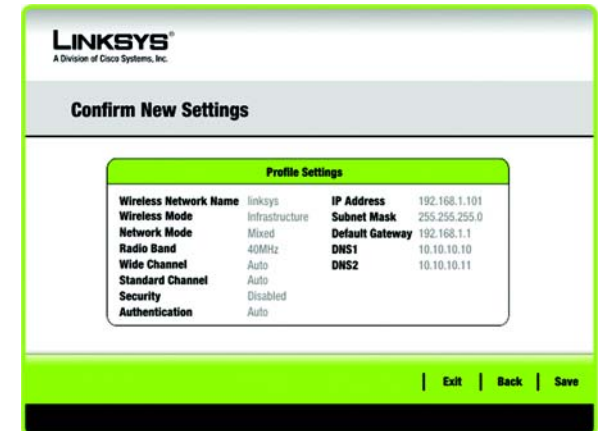 LINKSYS®
A Division of Cisco Systems, Inc.
Confirm New Settings
Profile Settings
Wireless Network Name linksys
Wireless Mode Infrastructure
Network Mode Mixed
Radio Band 40MHz
Wide Channel Auto
Standard Channel Auto
Security Disabled
Authentication Auto
IP Address 192.168.1.101
Subnet Mask 255.255.255.0
Default Gateway 192.168.1.1
DNS1 10.10.10.10
DNS2 10.10.10.11
Exit | Back | Save